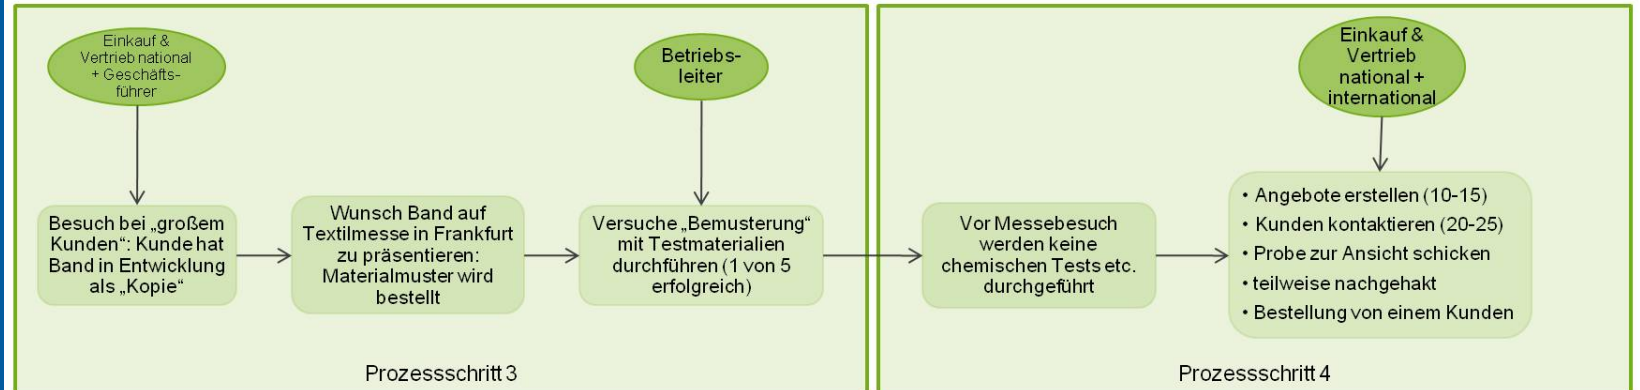 Einkauf &
Vertrieb national
+ Geschäfts-
führer
Betriebs-
leiter
Besuch bei „großem
Kunden“: Kunde hat
Band in Entwicklung
als „Kopie“
Wunsch Band auf
Textilmesse in Frankfurt
zu präsentieren:
Materialmuster wird
bestellt
Versuche „Bemusterung“
mit Testmaterialien
durchführen (1 von 5
erfolgreich)
Prozessschritt 3
Einkauf &
Vertrieb
national +
international
Vor Messebesuch
werden keine
chemischen Tests etc.
durchgeführt
• Angebote erstellen (10-15)
• Kunden kontaktieren (20-25)
• Probe zur Ansicht schicken
• teilweise nachgehakt
• Bestellung von einem Kunden
Prozessschritt 4